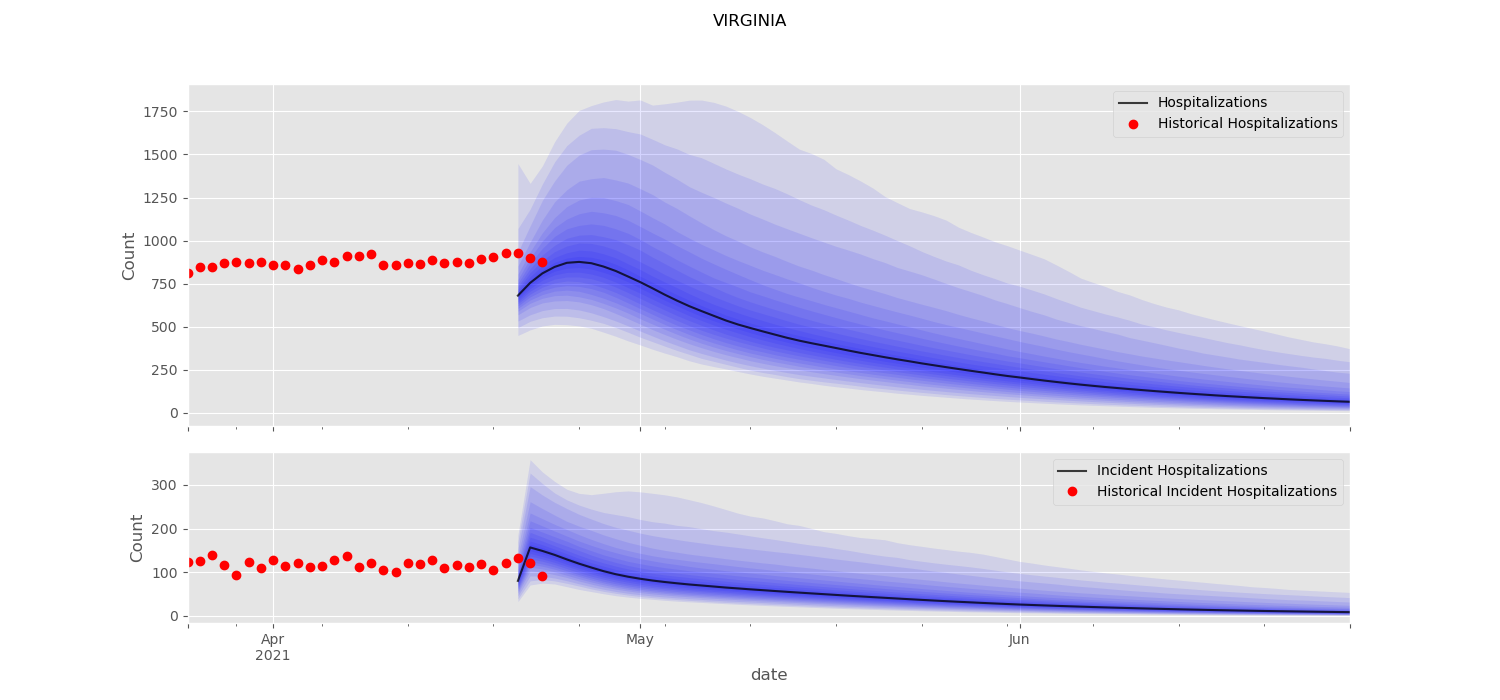 VIRGINIA
Count
1750
1500
1250
1000
750
500
250
0
Hospitalizations
Historical Hospitalizations
Count
300
200
100
0
Incident Hospitalizations
Historical Incident Hospitalizations
Apr
2021
May
Jun
date